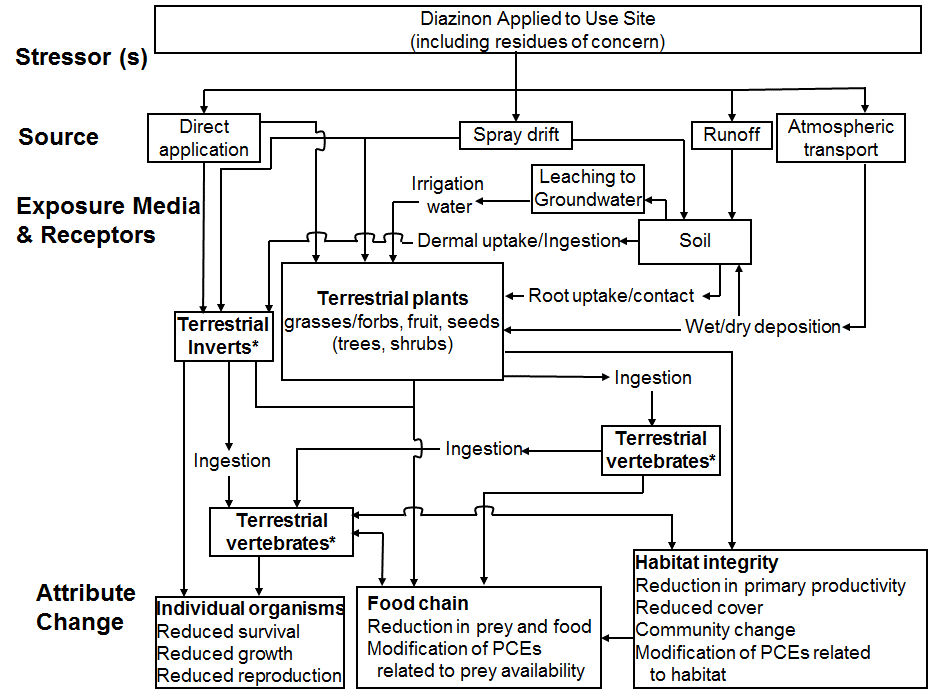 Diazinon Applied to Use Site
(including residues of concern)
Stressor (s)
Source
Direct
application
Spray drift
Runoff
Atmospheric
transport
Exposure Media
& Receptors
Irrigation
water
Leaching to
Groundwater
Dermal uptake/Ingestion
Soil
Terrestrial plants
grasses/forbs, fruit, seeds
(trees, shrubs)
Root uptake/contact
Wet/dry deposition
Terrestrial
Inverts*
Ingestion
Terrestrial
vertebrates*
Ingestion
Ingestion
Terrestrial
vertebrates*
Attribute
Change
Individual organisms
Reduced survival
Reduced growth
Reduced reproduction
Food chain
Reduction in prey and food
Modification of PCEs
related to prey availability
Habitat integrity
Reduction in primary productivity
Reduced cover
Community change
Modification of PCEs related
to habitat